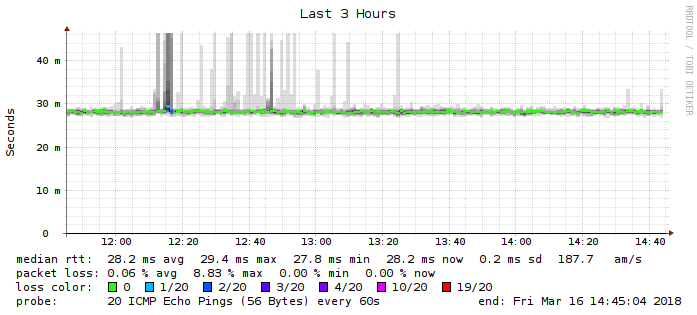 Last 3 Hours
RRDTOOL / TOBI OETIKER
Seconds
40 m
30 m
20 m
10 m
0
12:00 12:20 12:40 13:00 13:20 13:40 14:00 14:20 14:40
median rtt: 28.2 ms avg 29.4 ms max 27.8 ms min 28.2 ms now 0.2 ms sd 187.7 am/s
packet loss: 0.06 % avg 8.83 % max 0.00 % min 0.00 % now
loss color: 0 1/20 2/20 3/20 4/20 10/20 19/20
probe: 20 ICMP Echo Pings (56 Bytes) every 60s end: Fri Mar 16 14:45:04 2018